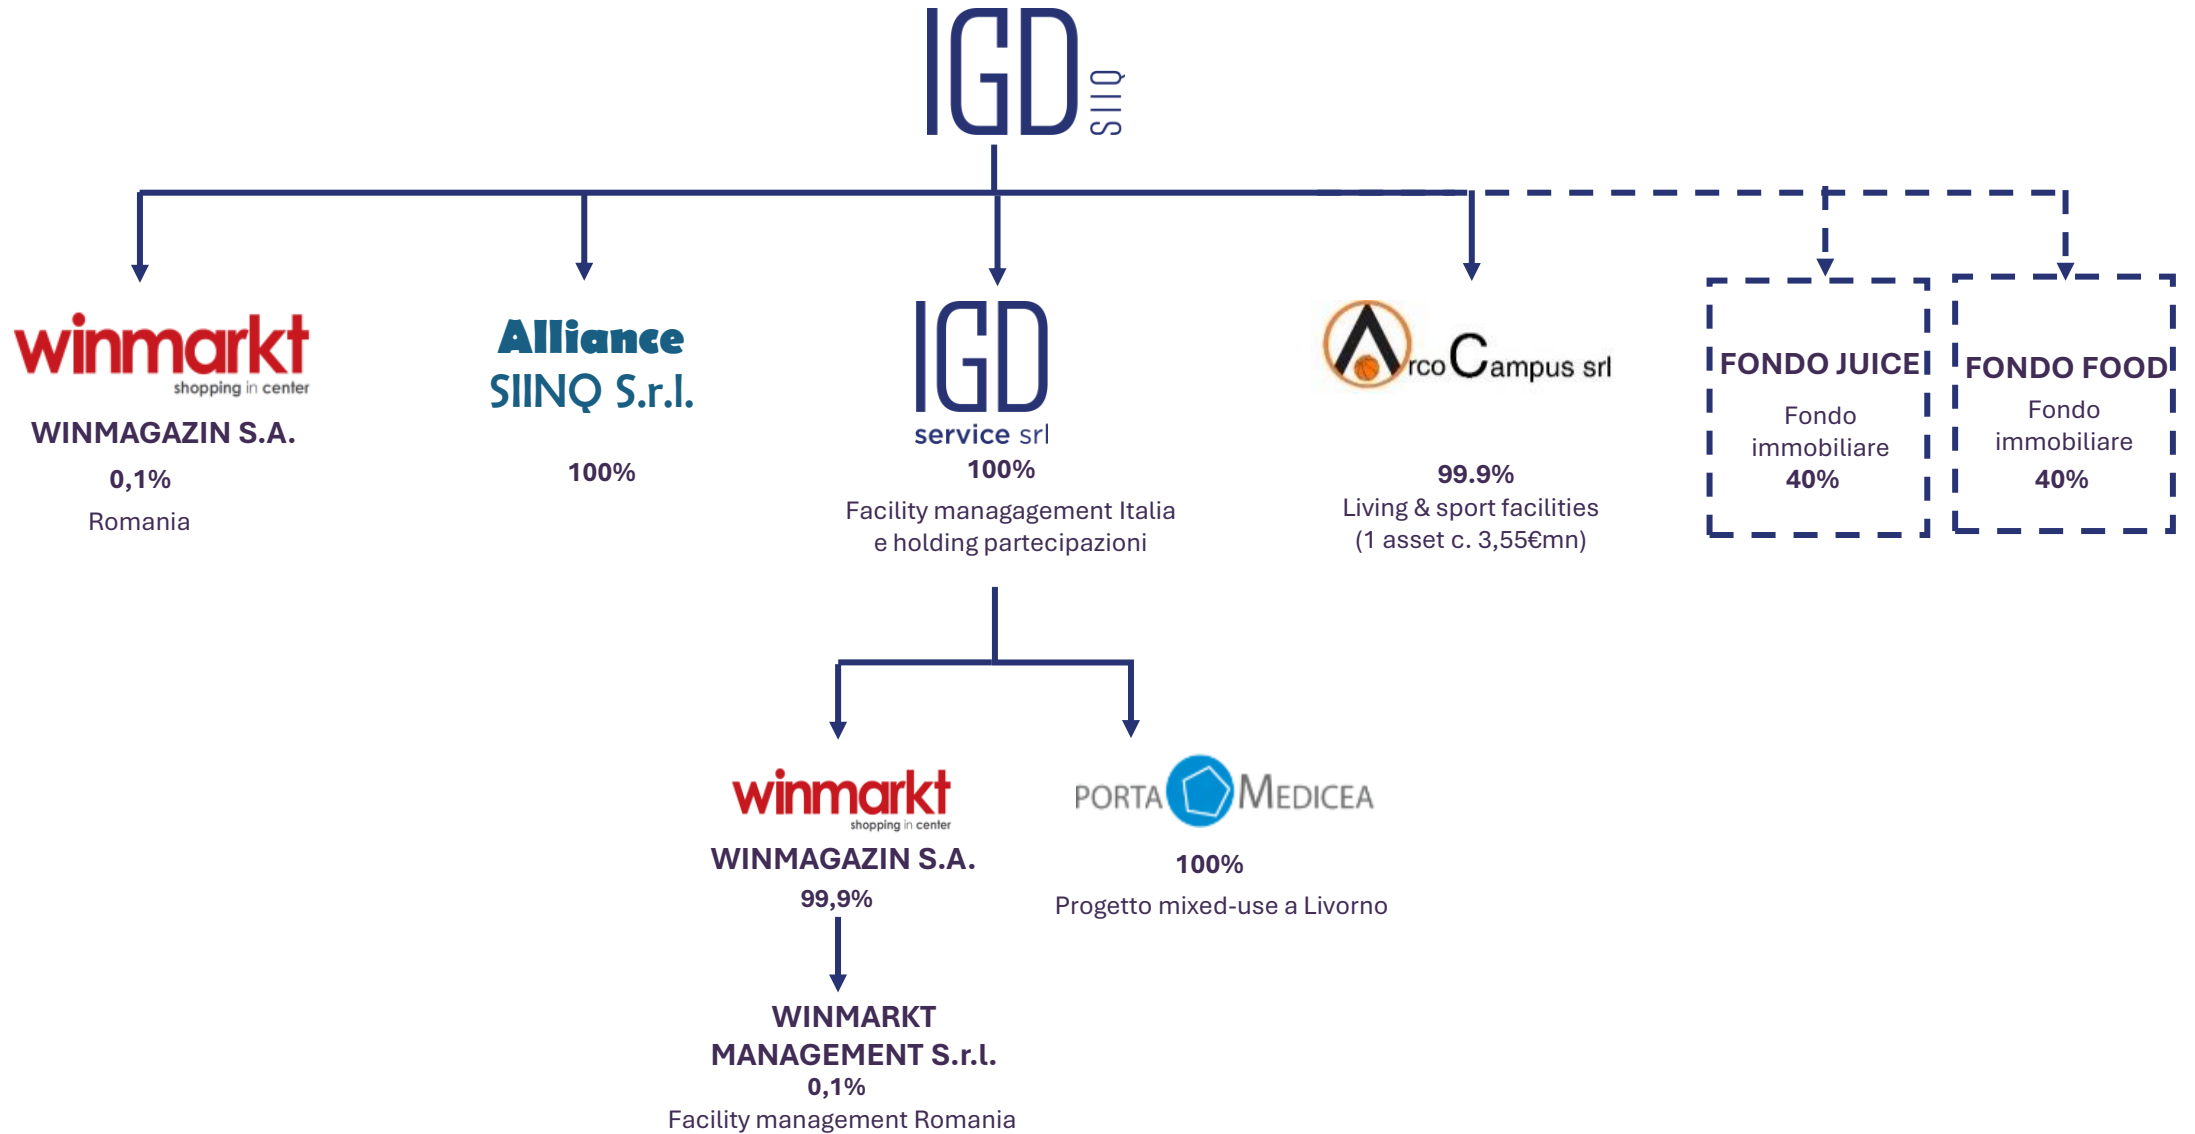 IGD SIIQ
winmarkt
shopping in center
WINMAGAZIN S.A.
0,1%
Romania
Alliance
SIINQ S.r.l.
100%
IGD
service srl
100%
Facility managagement Italia
e holding partecipazioni
Arco Campus srl
99.9%
Living & sport facilities
(1 asset c. 3,55€mn)
FONDO JUICE
Fondo
immobiliare
40%
FONDO FOOD
Fondo
immobiliare
40%
winmarkt
shopping in center
WINMAGAZIN S.A.
99,9%
PORTA MEDICEA
100%
Progetto mixed-use a Livorno
WINMARKT
MANAGEMENT S.r.l.
0,1%
Facility management Romania